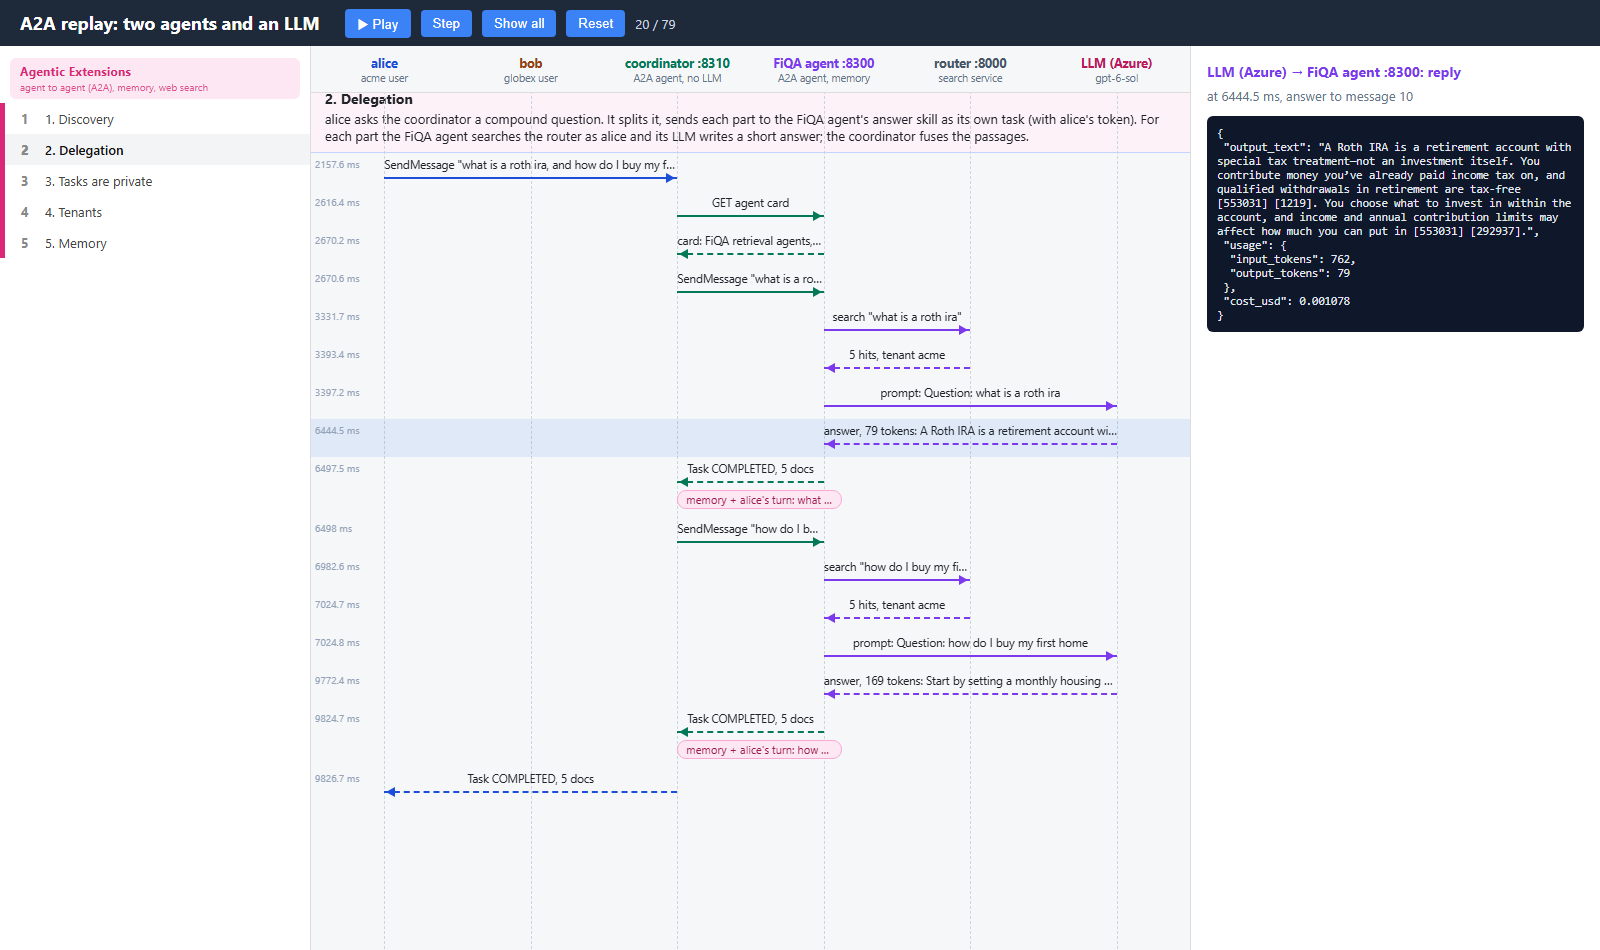 A2A replay: two agents and an LLM
▶ Play
Step
Show all
Reset
20 / 79
Agentic Extensions
agent to agent (A2A), memory, web search
1 1. Discovery
2 2. Delegation
3 3. Tasks are private
4 4. Tenants
5 5. Memory
alice
acme user
bob
globex user
coordinator :8310
A2A agent, no LLM
FiQA agent :8300
A2A agent, memory
router :8000
search service
LLM (Azure)
gpt-6-sol
2. Delegation
alice asks the coordinator a compound question. It splits it, sends each part to the FiQA agent's answer skill as its own task (with alice's token). For
each part the FiQA agent searches the router as alice and its LLM writes a short answer; the coordinator fuses the passages.
2157.6 ms SendMessage "what is a roth ira, and how do I buy my f...
2616.4 ms GET agent card
2670.2 ms card: FiQA retrieval agents,...
2670.6 ms SendMessage "what is a ro...
3331.7 ms search "what is a roth ira"
3393.4 ms 5 hits, tenant acme
3397.2 ms prompt: Question: what is a roth ira
6444.5 ms answer, 79 tokens: A Roth IRA is a retirement account wi...
6497.5 ms Task COMPLETED, 5 docs
memory + alice's turn: what ...
6498 ms SendMessage "how do I b...
6982.6 ms search "how do I buy my fi...
7024.7 ms 5 hits, tenant acme
7024.8 ms prompt: Question: how do I buy my first home
9772.4 ms answer, 169 tokens: Start by setting a monthly housing ...
9824.7 ms Task COMPLETED, 5 docs
memory + alice's turn: how ...
9826.7 ms Task COMPLETED, 5 docs
LLM (Azure) → FiQA agent :8300: reply
at 6444.5 ms, answer to message 10
{
"output_text": "A Roth IRA is a retirement account with
special tax treatment—not an investment itself. You
contribute money you’ve already paid income tax on, and
qualified withdrawals in retirement are tax-free
[553031] [1219]. You choose what to invest in within the
account, and income and annual contribution limits may
affect how much you can put in [553031] [292937].",
"usage": {
"input_tokens": 762,
"output_tokens": 79
},
"cost_usd": 0.001078
}